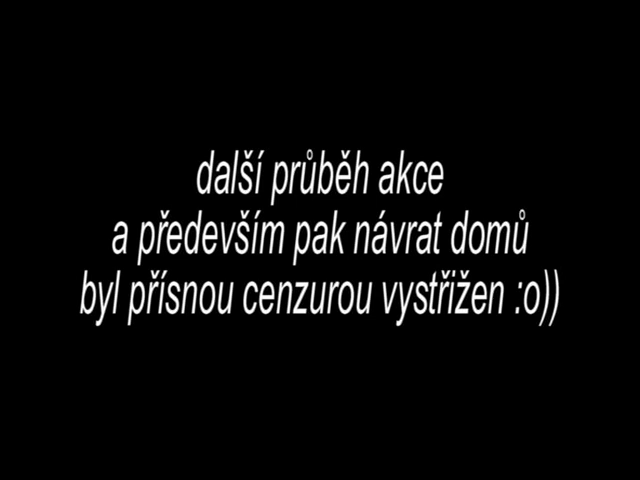 další průběh akce
a především pak návrat domů
byl přísnou cenzurou vystřižen :o))